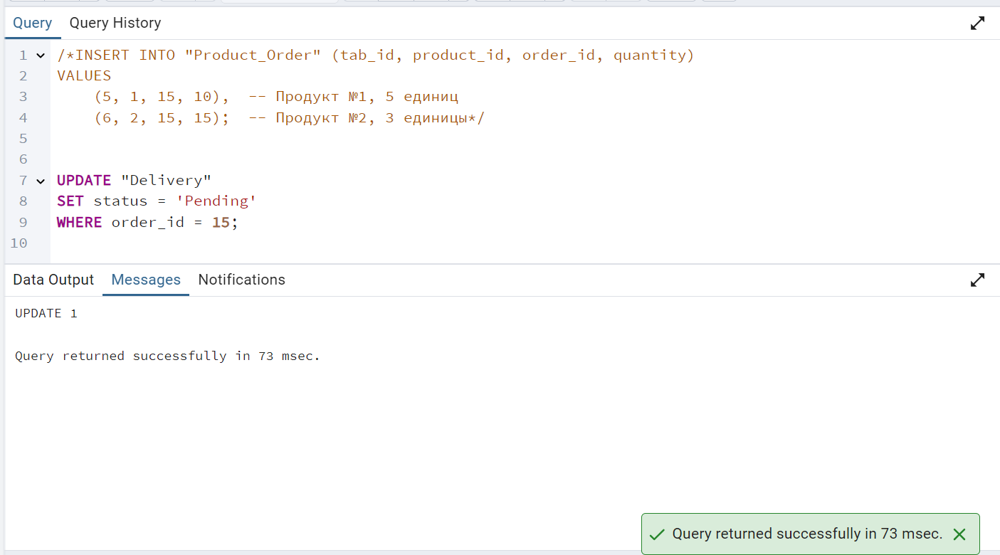 Query Query History
1 /*INSERT INTO "Product_Order" (tab_id, product_id, order_id, quantity)
2 VALUES
3     (5, 1, 15, 10),  -- Продукт №1, 5 единиц
4     (6, 2, 15, 15);  -- Продукт №2, 3 единицы*/
5
6
7 UPDATE "Delivery"
8 SET status = 'Pending'
9 WHERE order_id = 15;
10
Data Output Messages Notifications
UPDATE 1
Query returned successfully in 73 msec.
Query returned successfully in 73 msec.